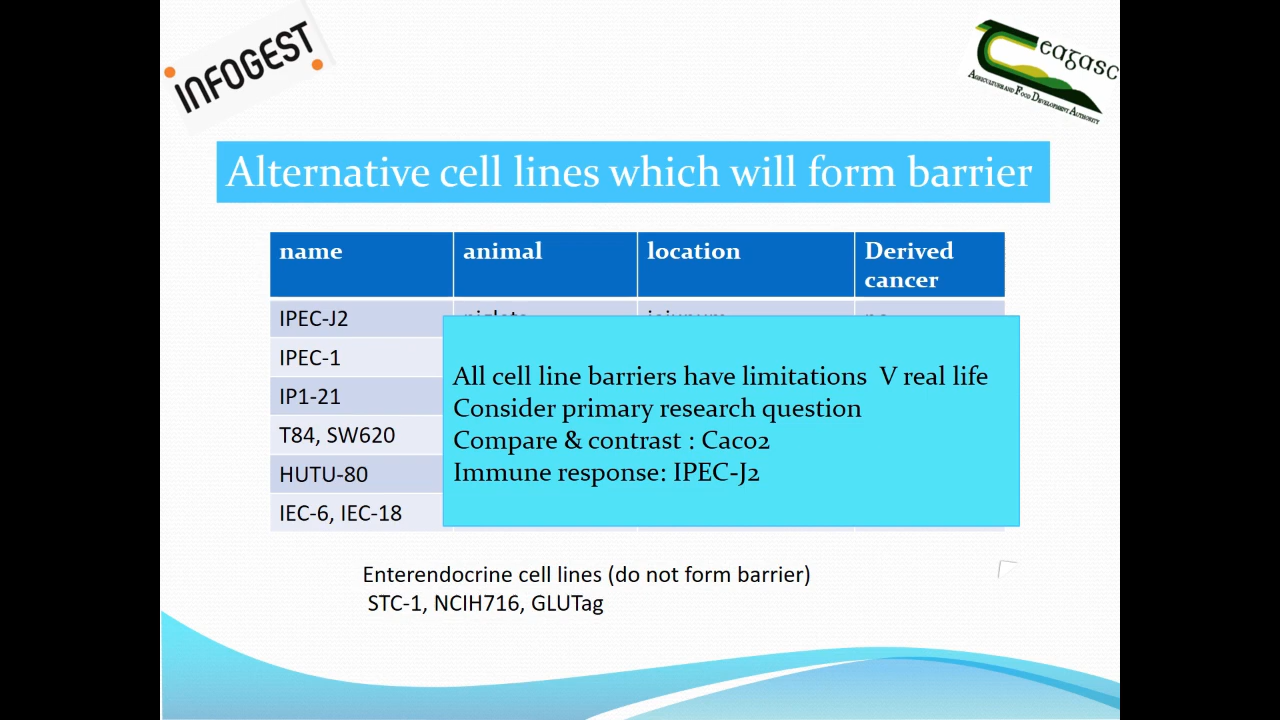 iNFOGEST
Teagasc
AGRICULTURE AND FOOD DEVELOPMENT AUTHORITY
Alternative cell lines which will form barrier
name animal location Derived cancer
IPEC-J2
IPEC-1
IP1-21
T84, SW620
HUTU-80
IEC-6, IEC-18
All cell line barriers have limitations V real life
Consider primary research question
Compare & contrast : Caco2
Immune response: IPEC-J2
Enterendocrine cell lines (do not form barrier)
STC-1, NCIH716, GLUTag